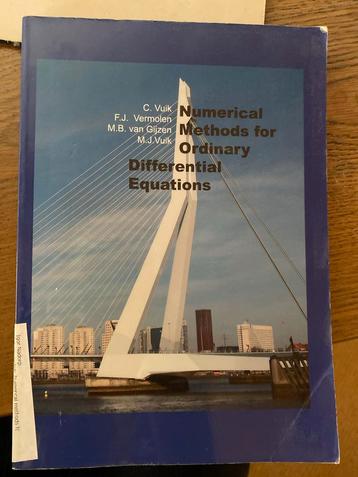 C. Vuik
F.J. Vermolen
M.B. van Gijzen
M.J.Vuik
Numerical
Methods for
Ordinary
Differential
Equations